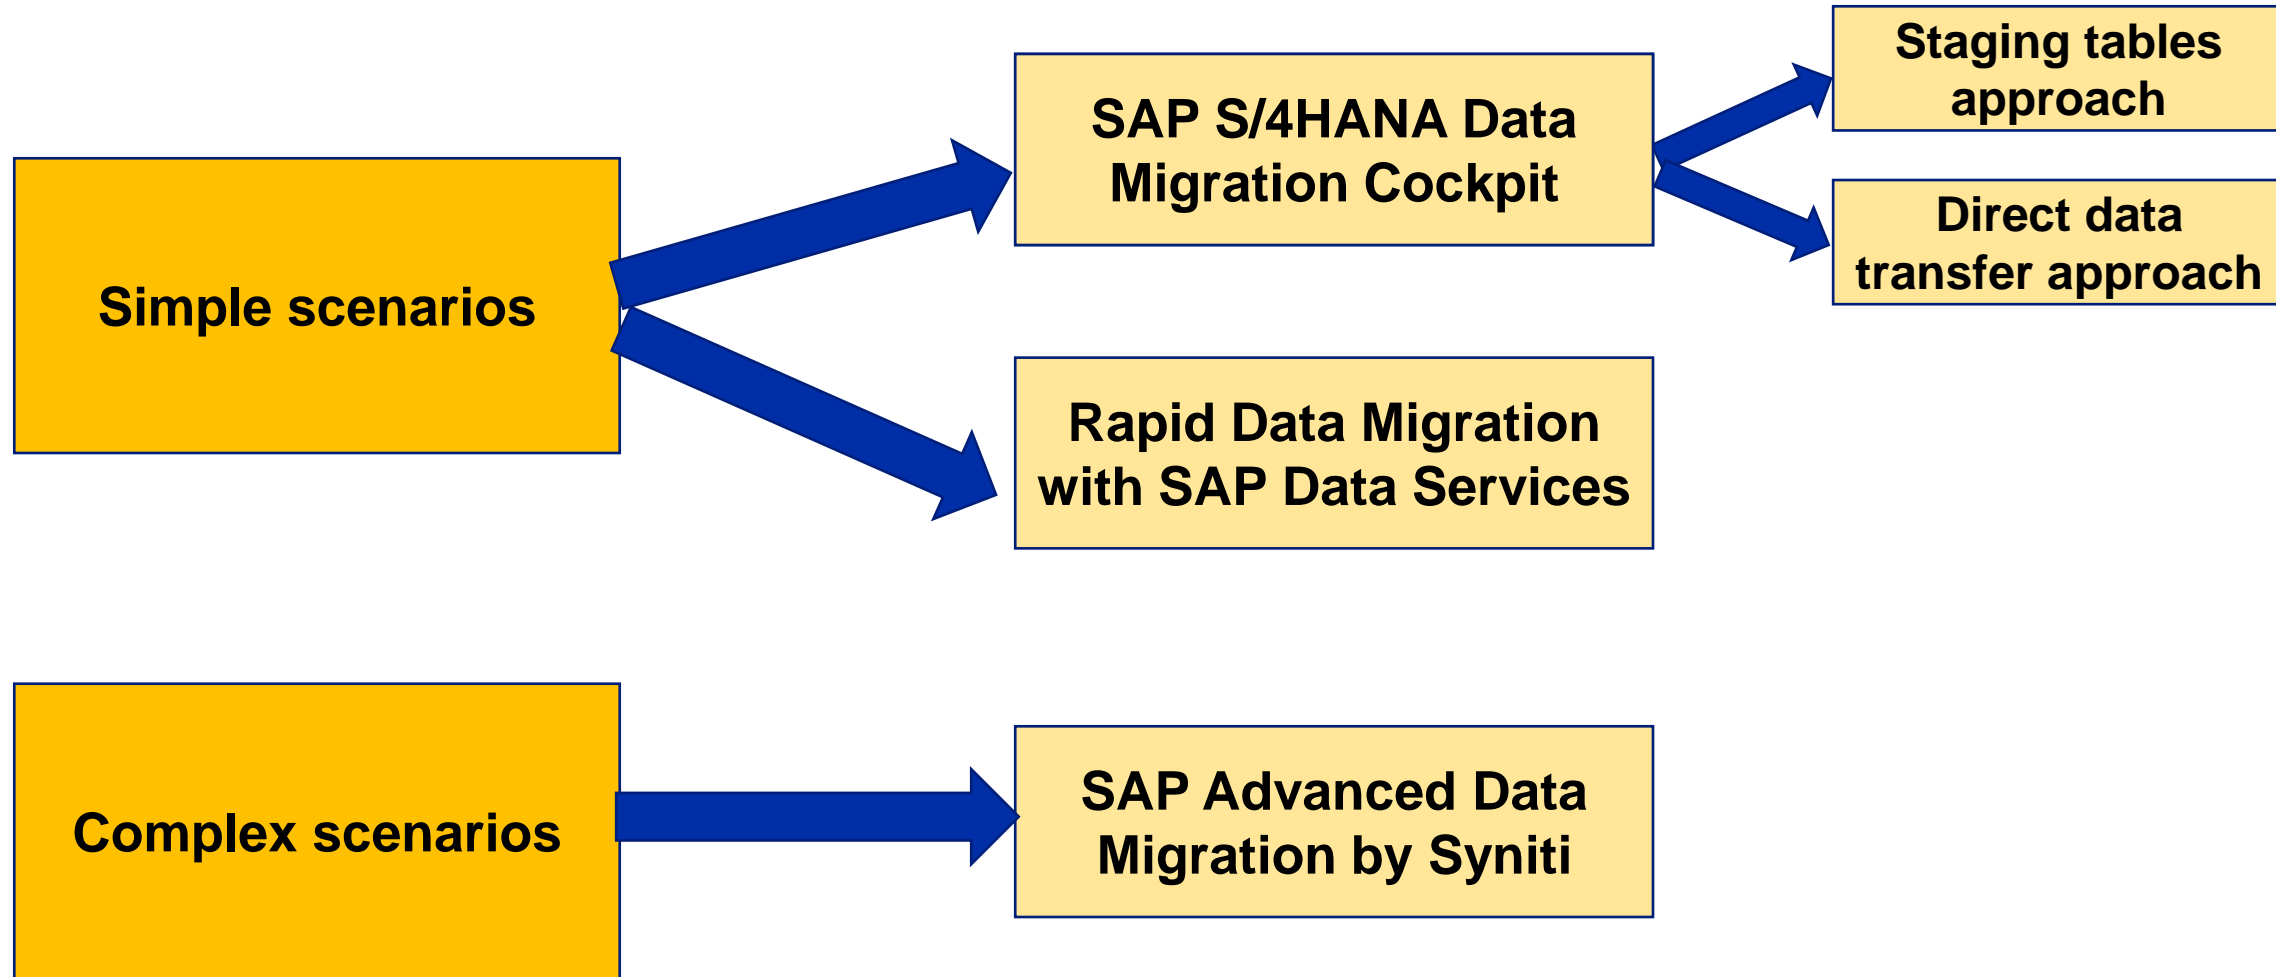 Simple scenarios
SAP S/4HANA Data
Migration Cockpit
Staging tables
approach
Direct data
transfer approach
Rapid Data Migration
with SAP Data Services
Complex scenarios
SAP Advanced Data
Migration by Syniti